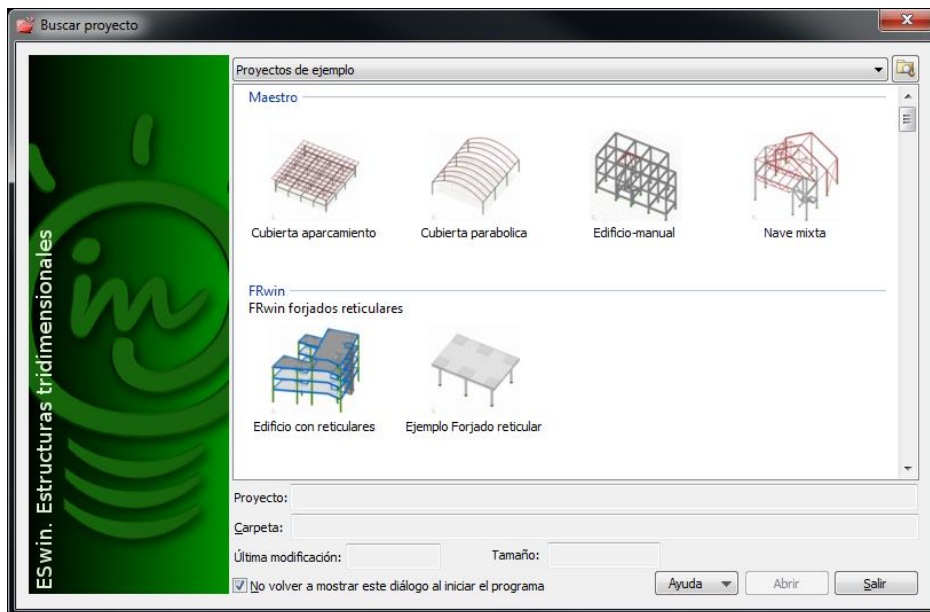 Buscar proyecto
ESwin. Estructuras tridimensionales
Proyectos de ejemplo
Maestro
Cubierta aparcamiento
Cubierta parabolica
Edificio-manual
Nave mixta
FRwin
FRwin forjados reticulares
Edificio con reticulares
Ejemplo Forjado reticular
Proyecto:
Carpeta:
Última modificación:
Tamaño:
No volver a mostrar este diálogo al iniciar el programa
Ayuda
Abrir
Salir